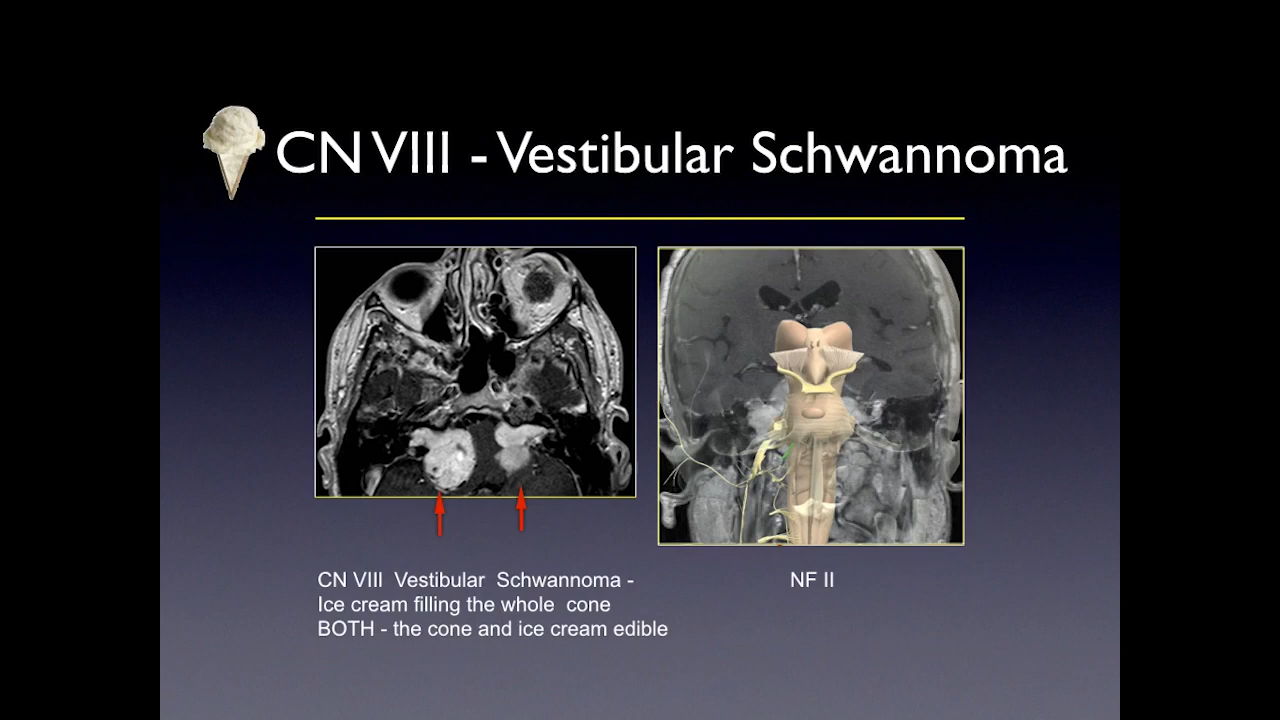 CN VIII - Vestibular Schwannoma
CN VIII Vestibular Schwannoma -
Ice cream filling the whole cone
BOTH - the cone and ice cream edible
NF II